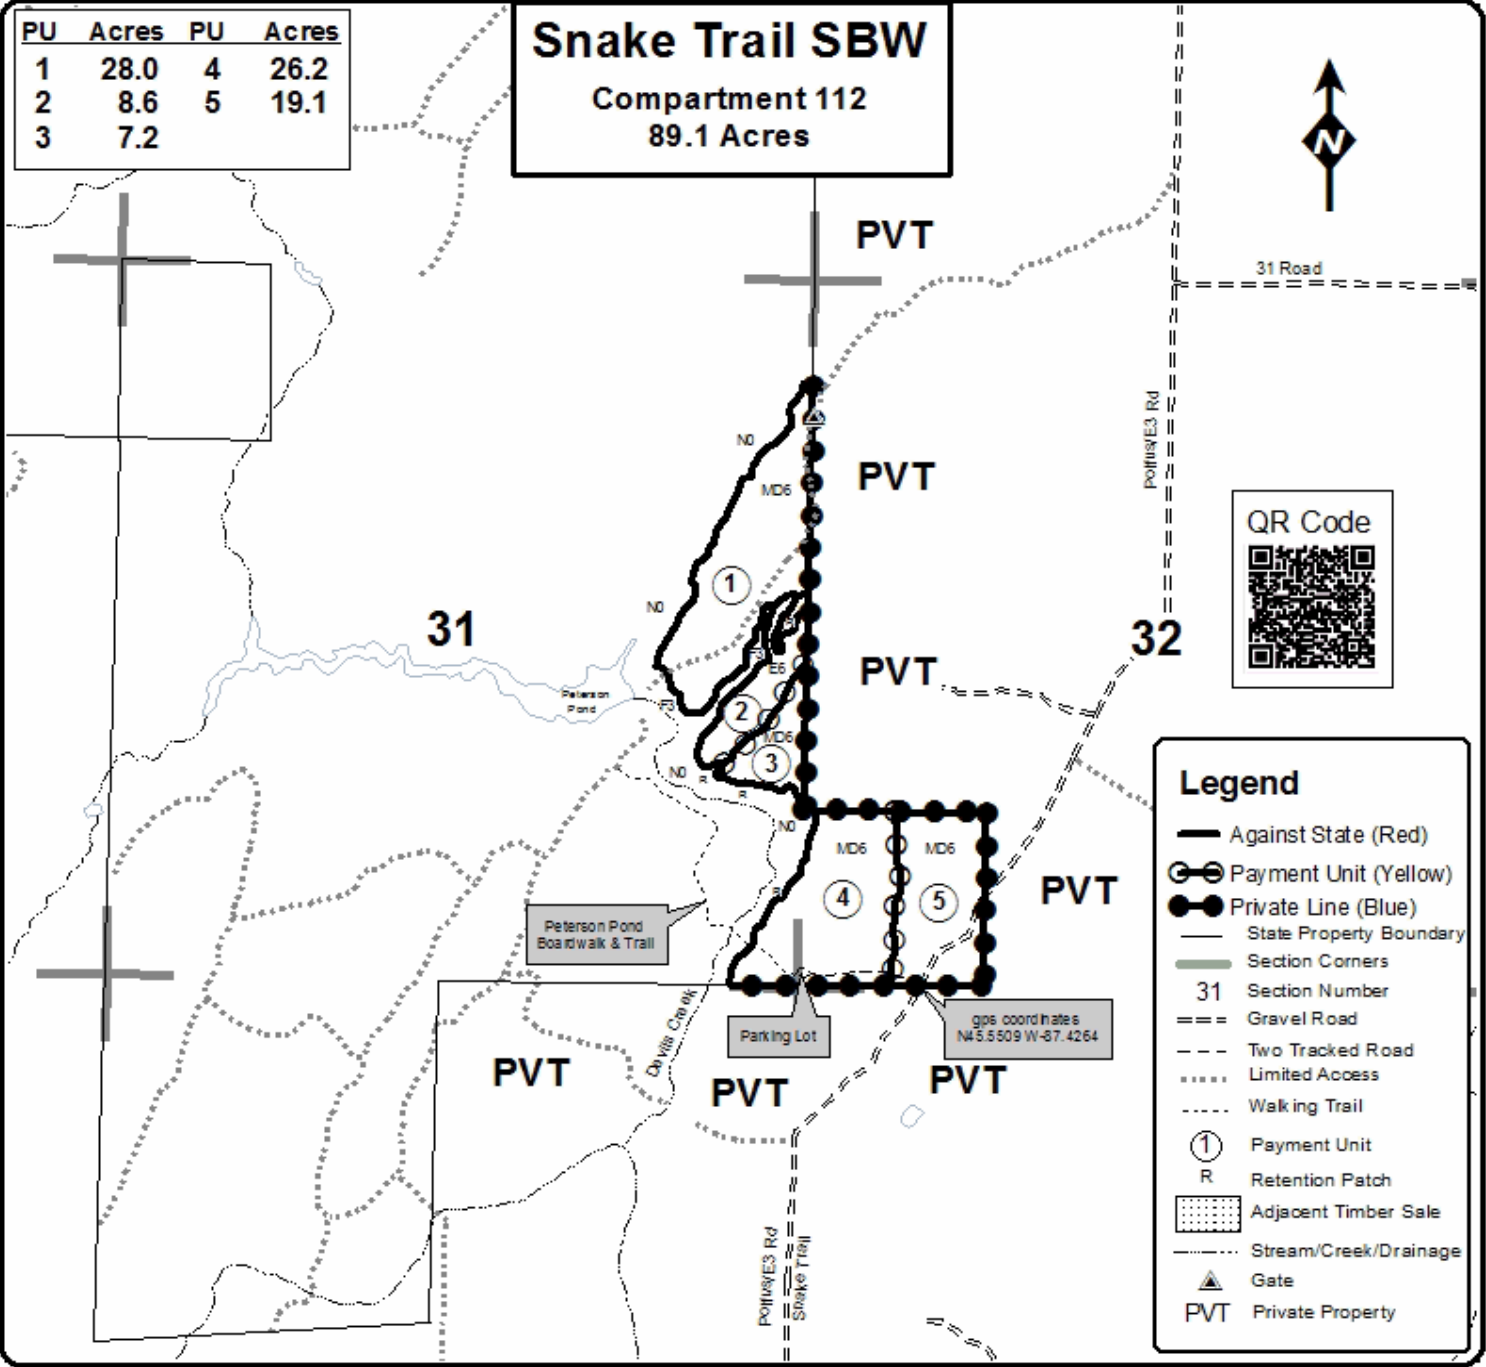 PU Acres PU Acres
1 28.0 4 26.2
2 8.6 5 19.1
3 7.2
Snake Trail SBW
Compartment 112
89.1 Acres
N
PVT
31 Road
Polfus/E3 Rd
N0
MD6
PVT
QR Code
1
N0
31
32
F3
E6
PVT
Peterson
Pond
F3
2
MD6
3
N0
R
R
N0
MD6
MD6
R
4
5
PVT
Peterson Pond
Boardwalk & Trail
Parking Lot
gps coordinates
N45.5509 W-87.4264
Devils Creek
PVT
PVT
PVT
Polfus/E3 Rd
Snake Trail
Legend
Against State (Red)
Payment Unit (Yellow)
Private Line (Blue)
State Property Boundary
Section Corners
31 Section Number
Gravel Road
Two Tracked Road
Limited Access
Walking Trail
1 Payment Unit
R Retention Patch
Adjacent Timber Sale
Stream/Creek/Drainage
Gate
PVT Private Property